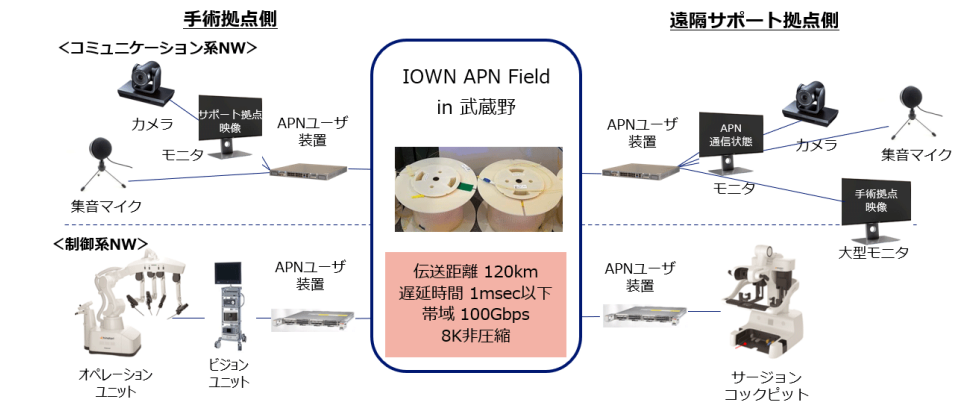 手術拠点側
遠隔サポート拠点側
<コミュニケーション系NW>
IOWN APN Field
in 武蔵野
カメラ
サポート拠点
映像
モニタ
APNユーザ
装置
集音マイク
APNユーザ
装置
APN
通信状態
モニタ
カメラ
集音マイク
手術拠点
映像
大型モニタ
<制御系NW>
APNユーザ
装置
オペレーション
ユニット
ビジョン
ユニット
伝送距離 120km
遅延時間 1msec以下
帯域 100Gbps
8K非圧縮
APNユーザ
装置
サージョン
コックピット